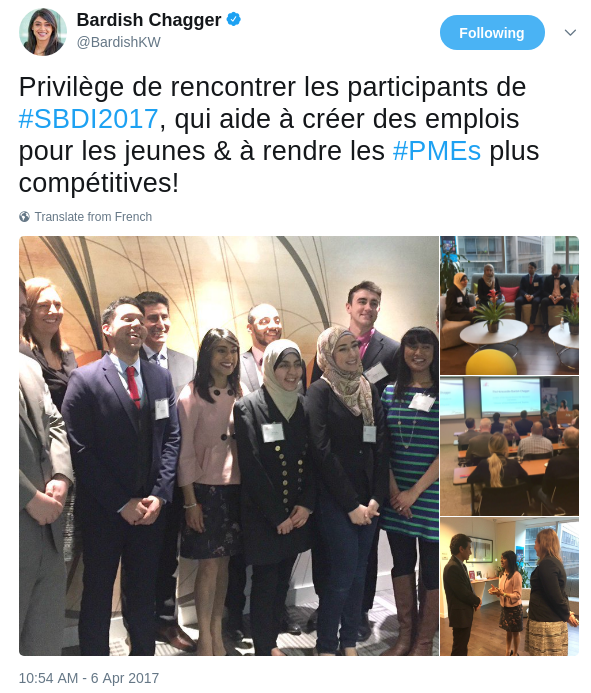 Bardish Chagger
@BardishKW
Following
Privilège de rencontrer les participants de
#SBDI2017, qui aide à créer des emplois
pour les jeunes & à rendre les #PMEs plus
compétitives!
Translate from French
10:54 AM - 6 Apr 2017